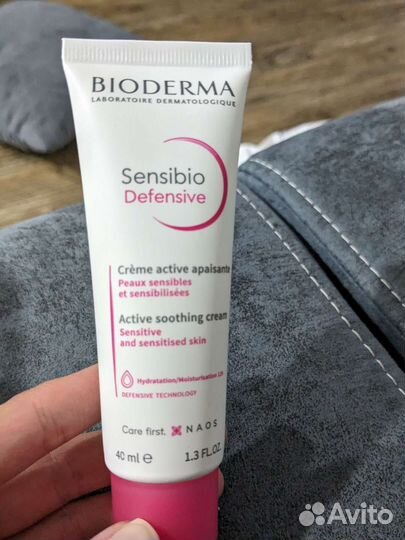 BIODERMA
LABORATOIRE DERMATOLOGIQUE
Sensibio
Defensive
Crème active apaisante
Peaux sensibles
et sensibilisées
Active soothing cream
Sensitive
and sensitised skin
Hydratation/Moisturisation 12h
DEFENSIVE TECHNOLOGY
Care first. NAOS
40 ml ℮ 1.3 FL.OZ.
Avito